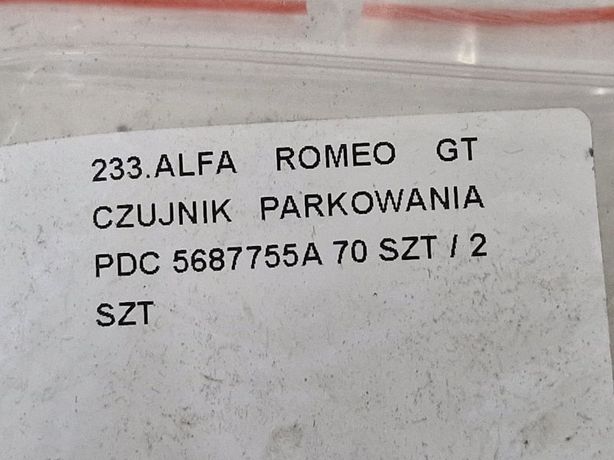 233.ALFA ROMEO GT
CZUJNIK PARKOWANIA
PDC 5687755A 70 SZT / 2
SZT